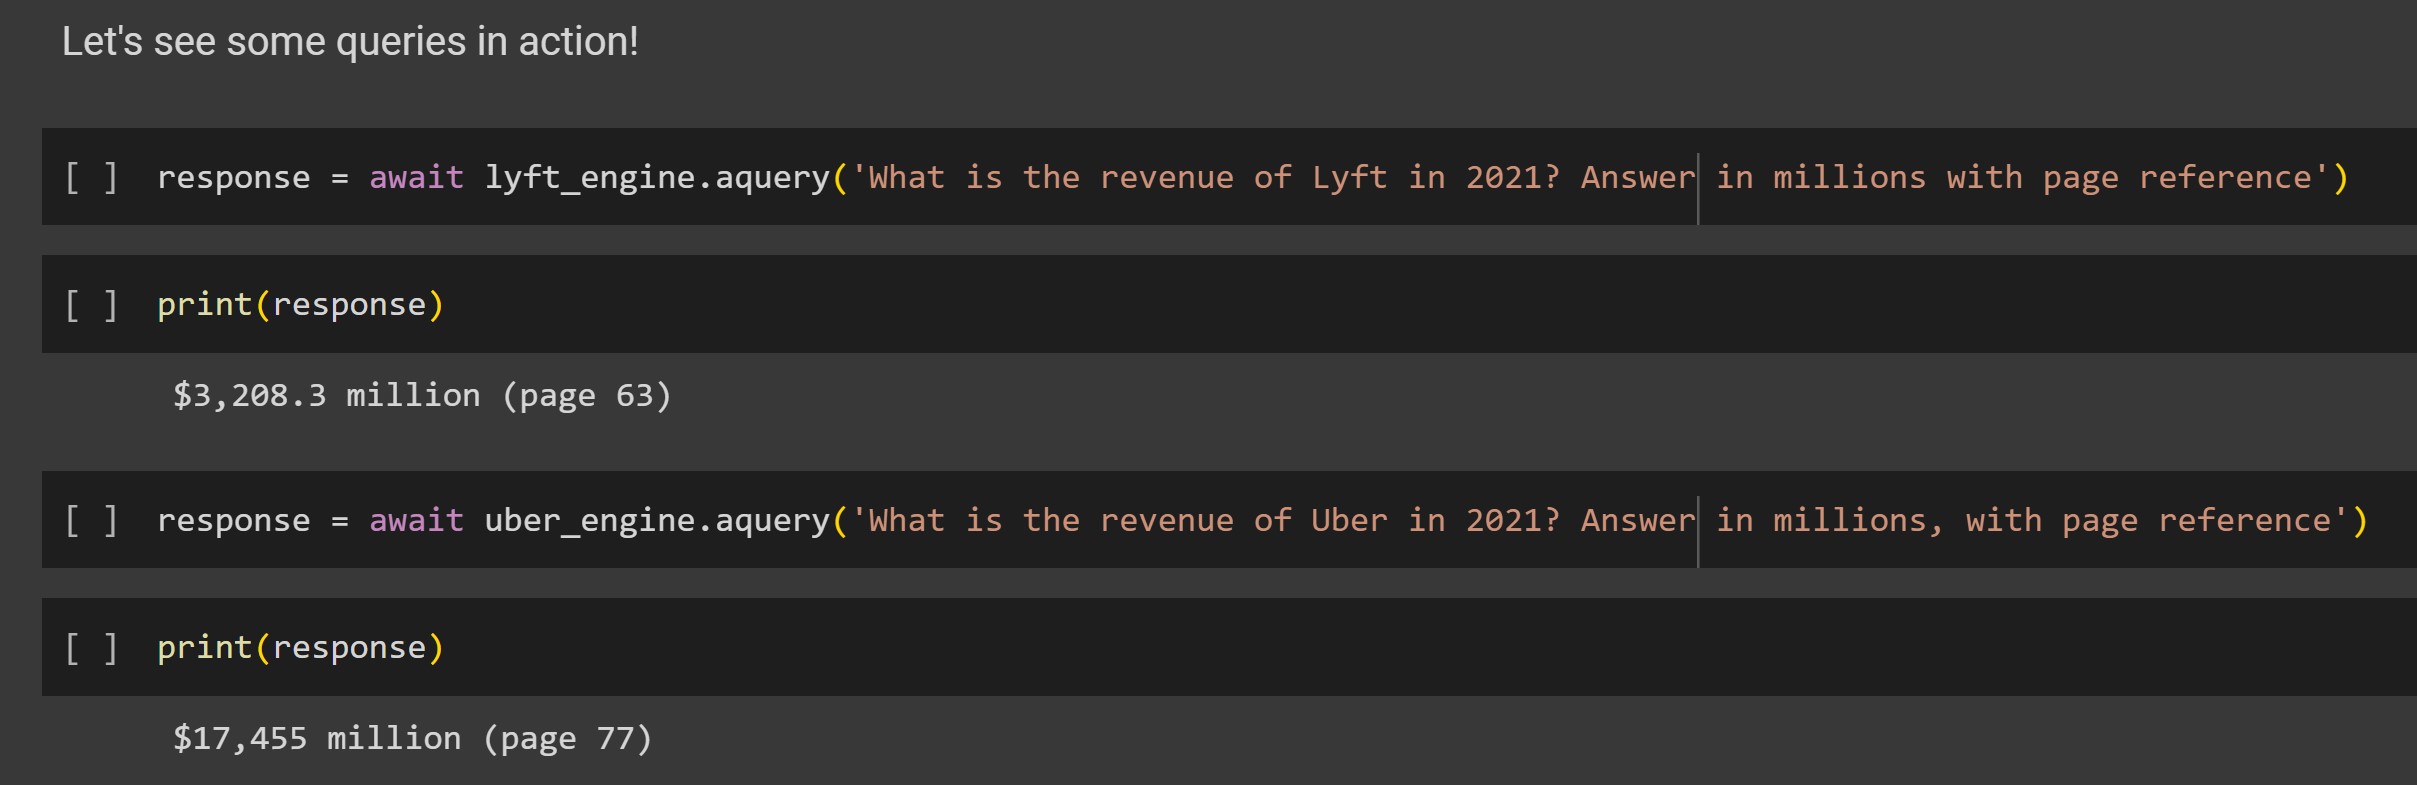 Let's see some queries in action!
[ ] response = await lyft_engine.aquery('What is the revenue of Lyft in 2021? Answer in millions with page reference')
[ ] print(response)
$3,208.3 million (page 63)
[ ] response = await uber_engine.aquery('What is the revenue of Uber in 2021? Answer in millions, with page reference')
[ ] print(response)
$17,455 million (page 77)